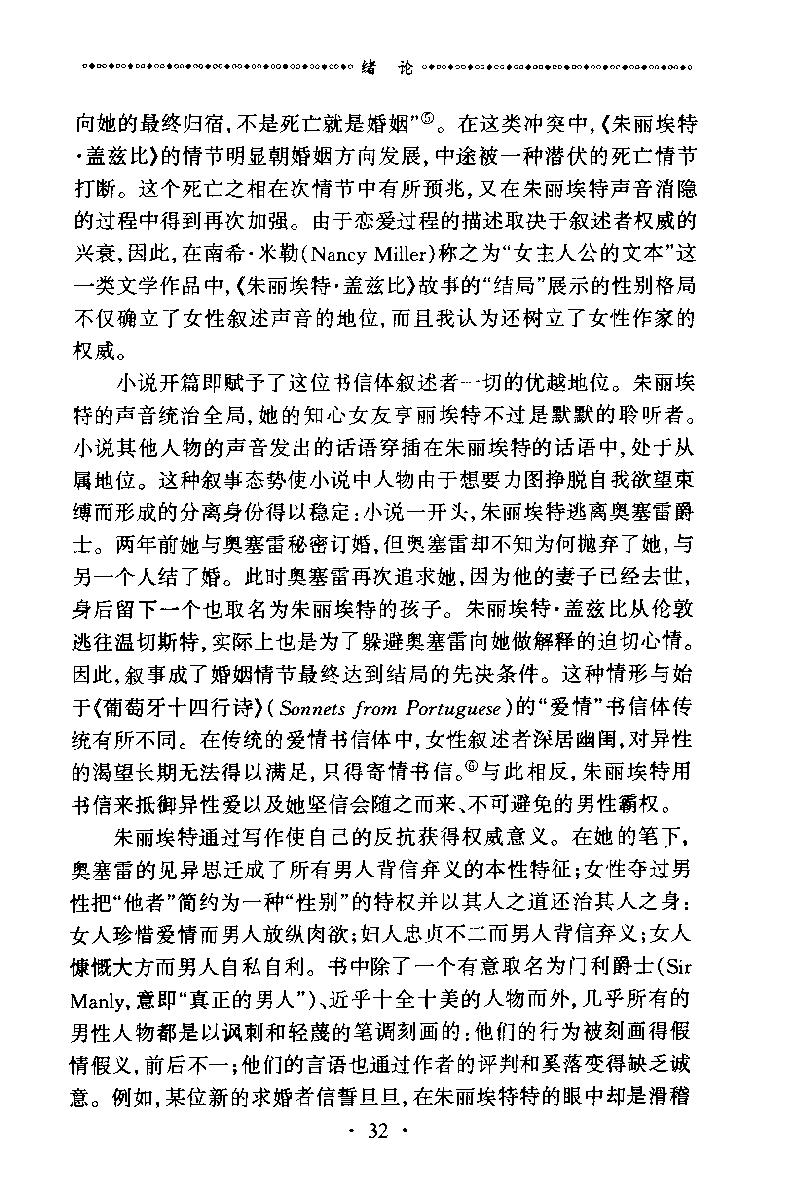 绪 论
向她的最终归宿,不是死亡就是婚姻”⑤。在这类冲突中,《朱丽埃特
·盖兹比》的情节明显朝婚姻方向发展,中途被一种潜伏的死亡情节
打断。这个死亡之相在次情节中有所预兆,又在朱丽埃特声音消隐
的过程中得到再次加强。由于恋爱过程的描述取决于叙述者权威的
兴衰,因此,在南希·米勒(Nancy Miller)称之为“女主人公的文本”这
一类文学作品中,《朱丽埃特·盖兹比》故事的“结局”展示的性别格局
不仅确立了女性叙述声音的地位,而且我认为还树立了女性作家的
权威。
小说开篇即赋予了这位书信体叙述者一切的优越地位。朱丽埃
特的声音统治全局,她的知心女友亨丽埃特不过是默默的聆听者。
小说其他人物的声音发出的话语穿插在朱丽埃特的话语中,处于从
属地位。这种叙事态势使小说中人物由于想要力图挣脱自我欲望束
缚而形成的分离身份得以稳定:小说一开头,朱丽埃特逃离奥塞雷爵
士。两年前她与奥塞雷秘密订婚,但奥塞雷却不知为何抛弃了她,与
另一个人结了婚。此时奥塞雷再次追求她,因为他的妻子已经去世,
身后留下一个也取名为朱丽埃特的孩子。朱丽埃特·盖兹比从伦敦
逃往温切斯特,实际上也是为了躲避奥塞雷向她做解释的迫切心情。
因此,叙事成了婚姻情节最终达到结局的先决条件。这种情形与始
于《葡萄牙十四行诗》(Sonnets from Portuguese)的“爱情”书信体传
统有所不同。在传统的爱情书信体中,女性叙述者深居幽闺,对异性
的渴望长期无法得以满足,只得寄情书信。⑥与此相反,朱丽埃特用
书信来抵御异性爱以及她坚信会随之而来、不可避免的男性霸权。
朱丽埃特通过写作使自己的反抗获得权威意义。在她的笔下,
奥塞雷的见异思迁成了所有男人背信弃义的本性特征;女性夺过男
性把“他者”简约为一种“性别”的特权并以其人之道还治其人之身:
女人珍惜爱情而男人放纵肉欲;妇人忠贞不二而男人背信弃义;女人
慷慨大方而男人自私自利。书中除了一个有意取名为门利爵士(Sir
Manly,意即“真正的男人”)、近乎十全十美的人物而外,几乎所有的
男性人物都是以讽刺和轻蔑的笔调刻画的:他们的行为被刻画得假
情假义,前后不一;他们的言语也通过作者的评判和奚落变得缺乏诚
意。例如,某位新的求婚者信誓旦旦,在朱丽埃特特的眼中却是滑稽
· 32 ·